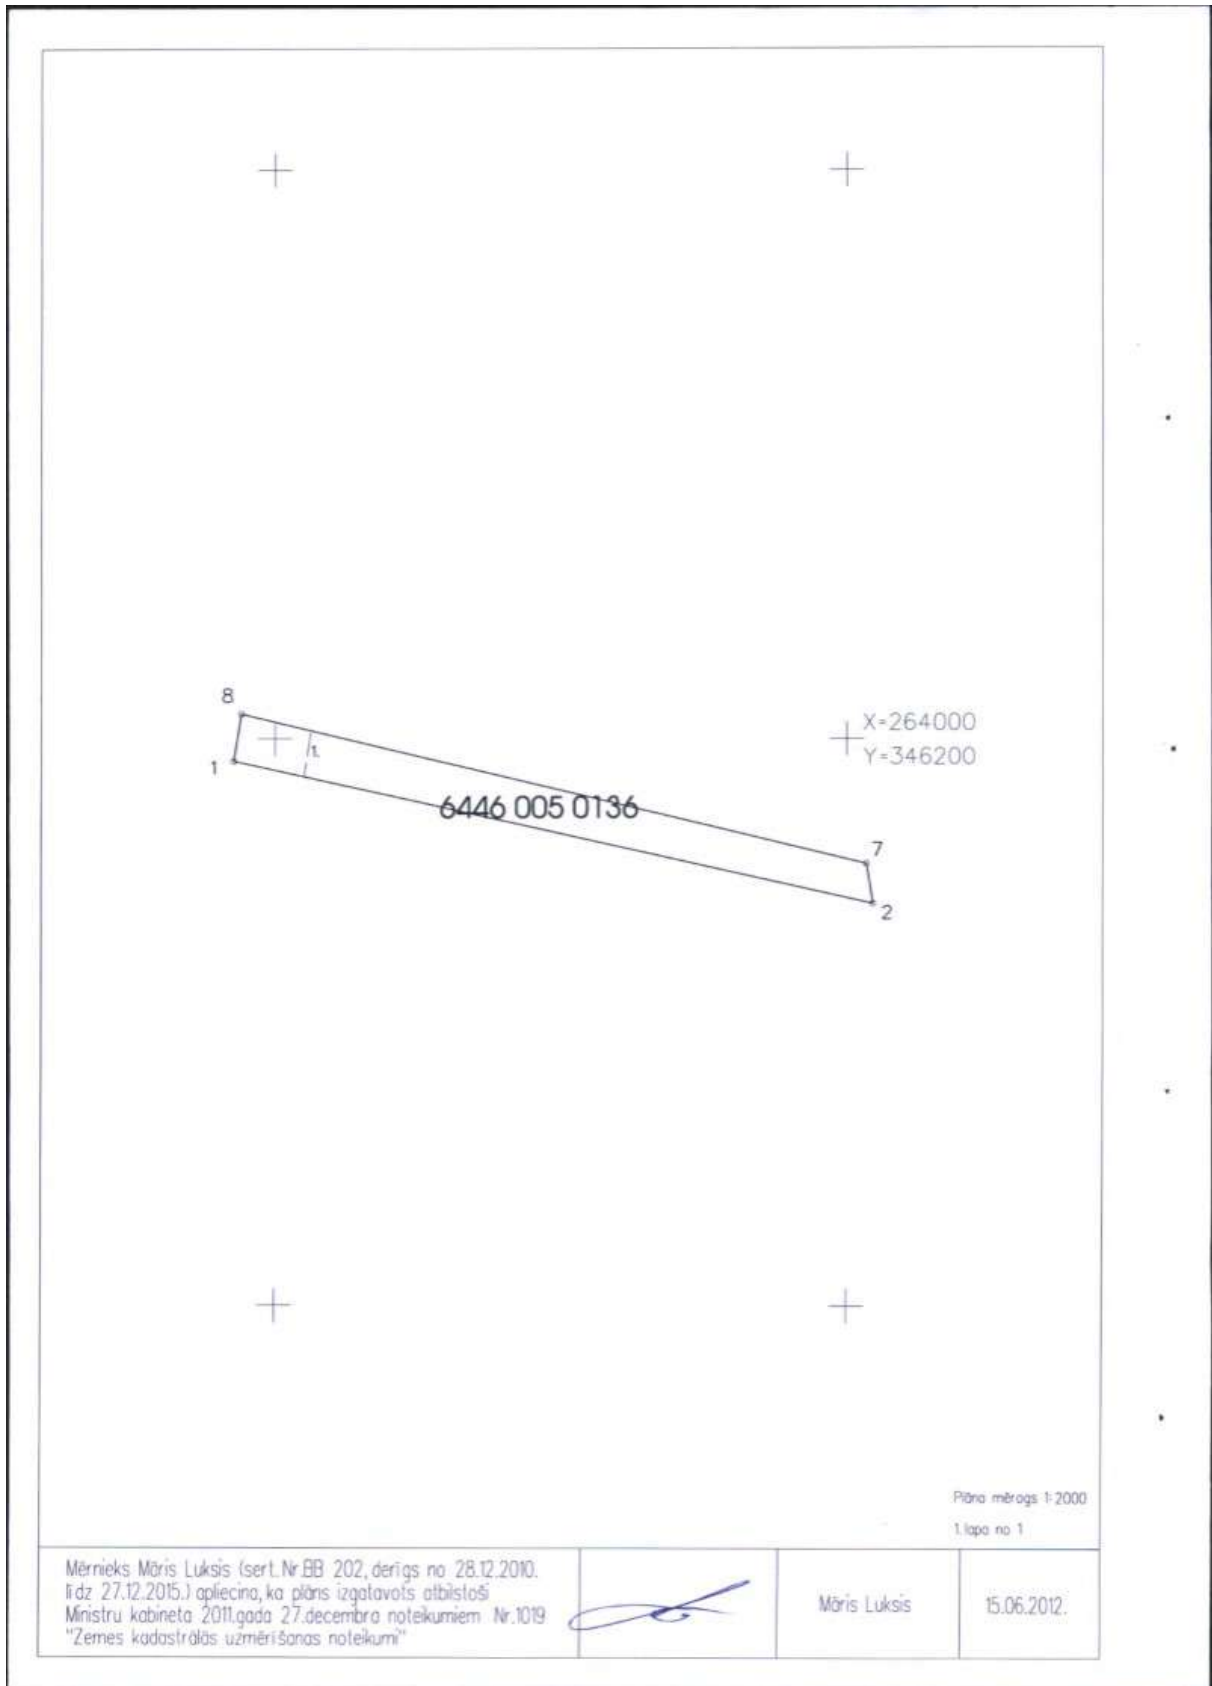 8
X=264000
1.
1
Y=346200
6446 005 0136
7
2
Plāna mērogs 1:2000
1.lapa no 1
Mērnieks Māris Luksis (sert.Nr.BB 202, derīgs no 28.12.2010.
līdz 27.12.2015.) apliecina, ka plāns izgatavots atbilstoši
Ministru kabineta 2011.gada 27.decembra noteikumiem Nr.1019
"Zemes kadastrālās uzmērīšanas noteikumi"
Māris Luksis
15.06.2012.